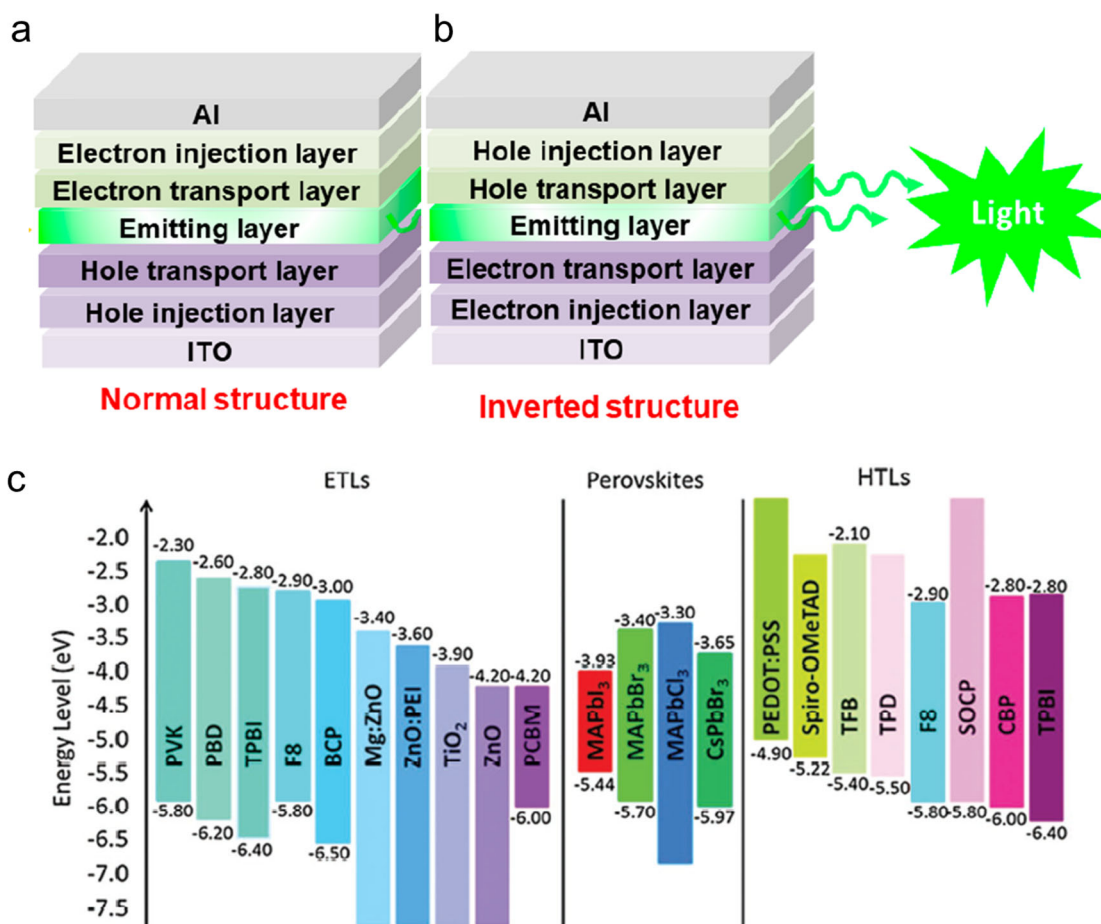 a
Al
Electron injection layer
Electron transport layer
Emitting layer
Hole transport layer
Hole injection layer
ITO
Normal structure
b
Al
Hole injection layer
Hole transport layer
Emitting layer
Electron transport layer
Electron injection layer
ITO
Inverted structure
Light
c
ETLs
Perovskites
HTLs
Energy Level (eV)
-2.0
-2.5
-3.0
-3.5
-4.0
-4.5
-5.0
-5.5
-6.0
-6.5
-7.0
-7.5
-2.30
PVK
-5.80
-2.60
PBD
-6.20
-2.80
TPBI
-6.40
-2.90
F8
-5.80
-3.00
BCP
-6.50
-3.40
Mg:ZnO
-3.60
ZnO:PEI
-3.90
TiO₂
-4.20
ZnO
-4.20
PCBM
-6.00
-3.93
MAPbI₃
-5.44
-3.40
MAPbBr₃
-5.70
-3.30
MAPbCl₃
-3.65
CsPbBr₃
-5.97
PEDOT:PSS
-4.90
Spiro-OMeTAD
-5.22
-2.10
TFB
-5.40
TPD
-5.50
-2.90
F8
-5.80
SOCP
-5.80
-2.80
CBP
-6.00
-2.80
TPBI
-6.40